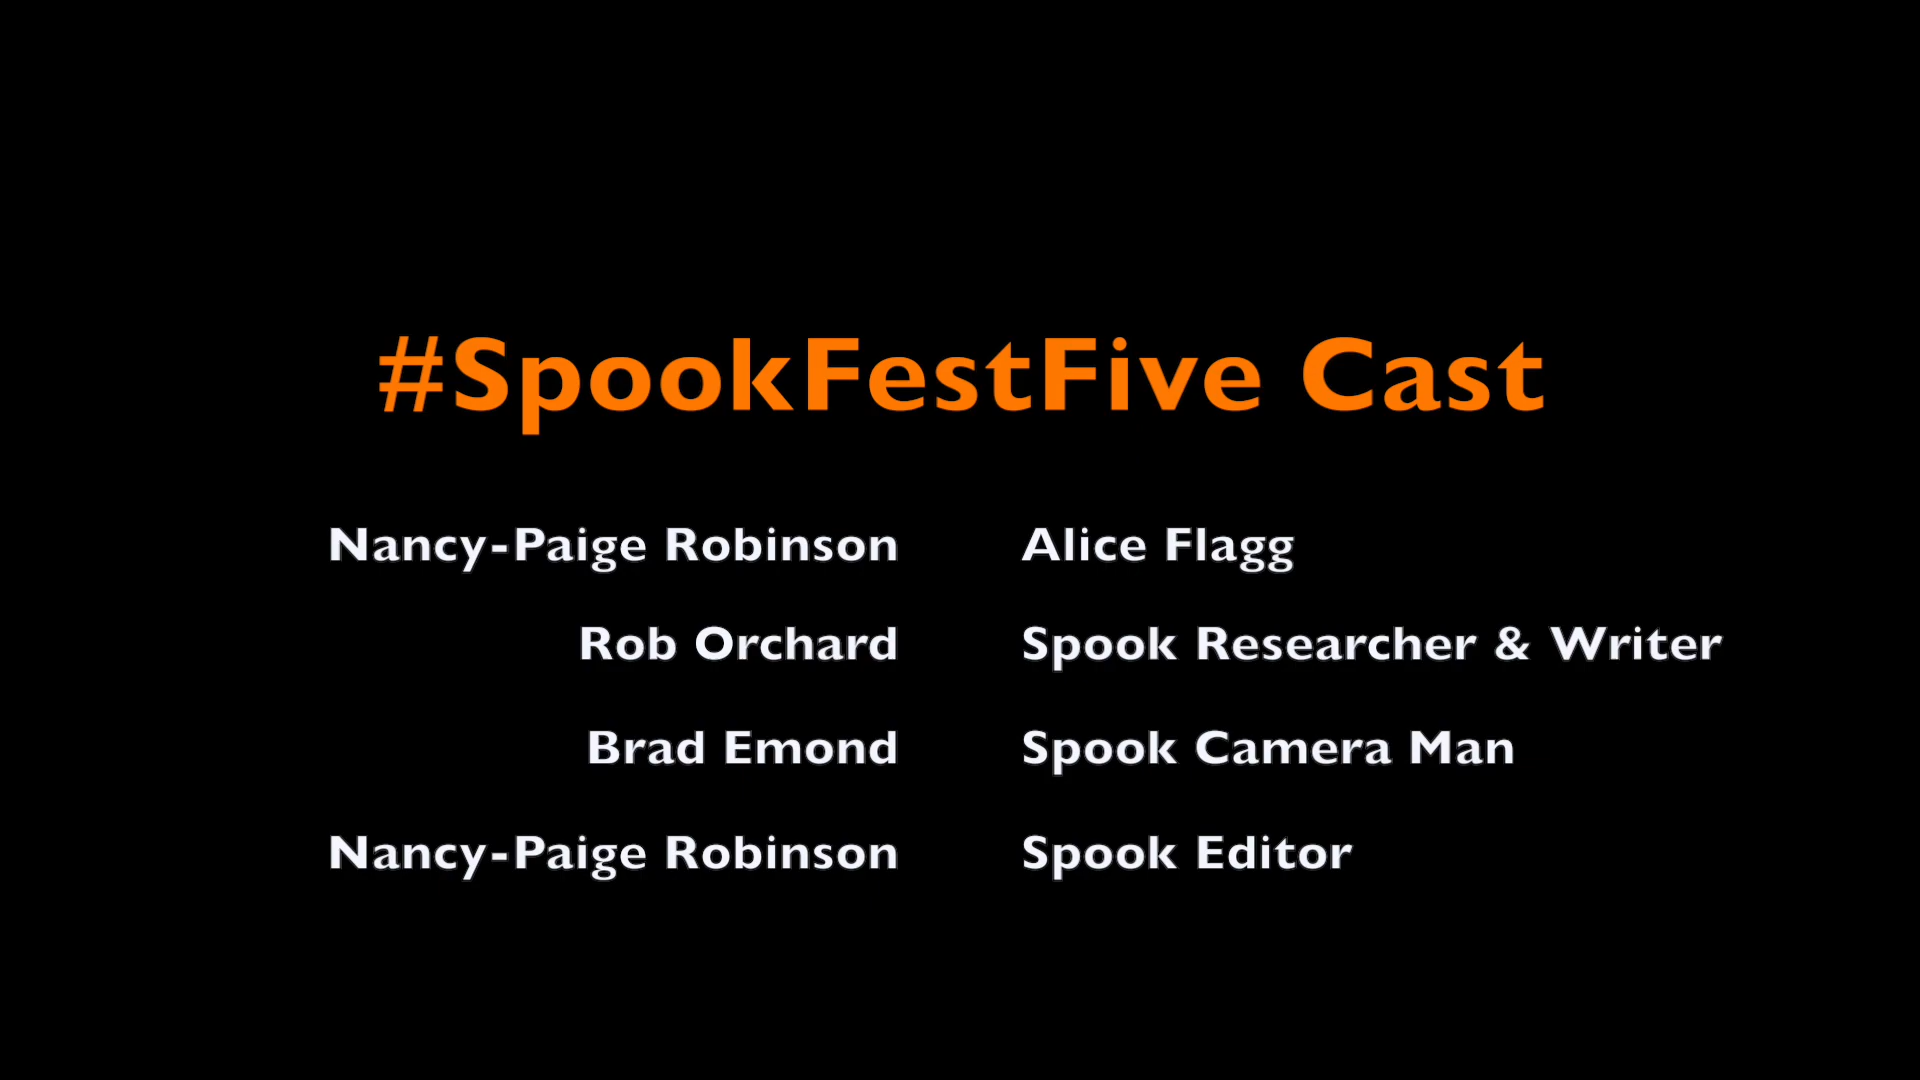 #SpookFestFive Cast
Nancy-Paige Robinson Alice Flagg
Rob Orchard Spook Researcher & Writer
Brad Emond Spook Camera Man
Nancy-Paige Robinson Spook Editor